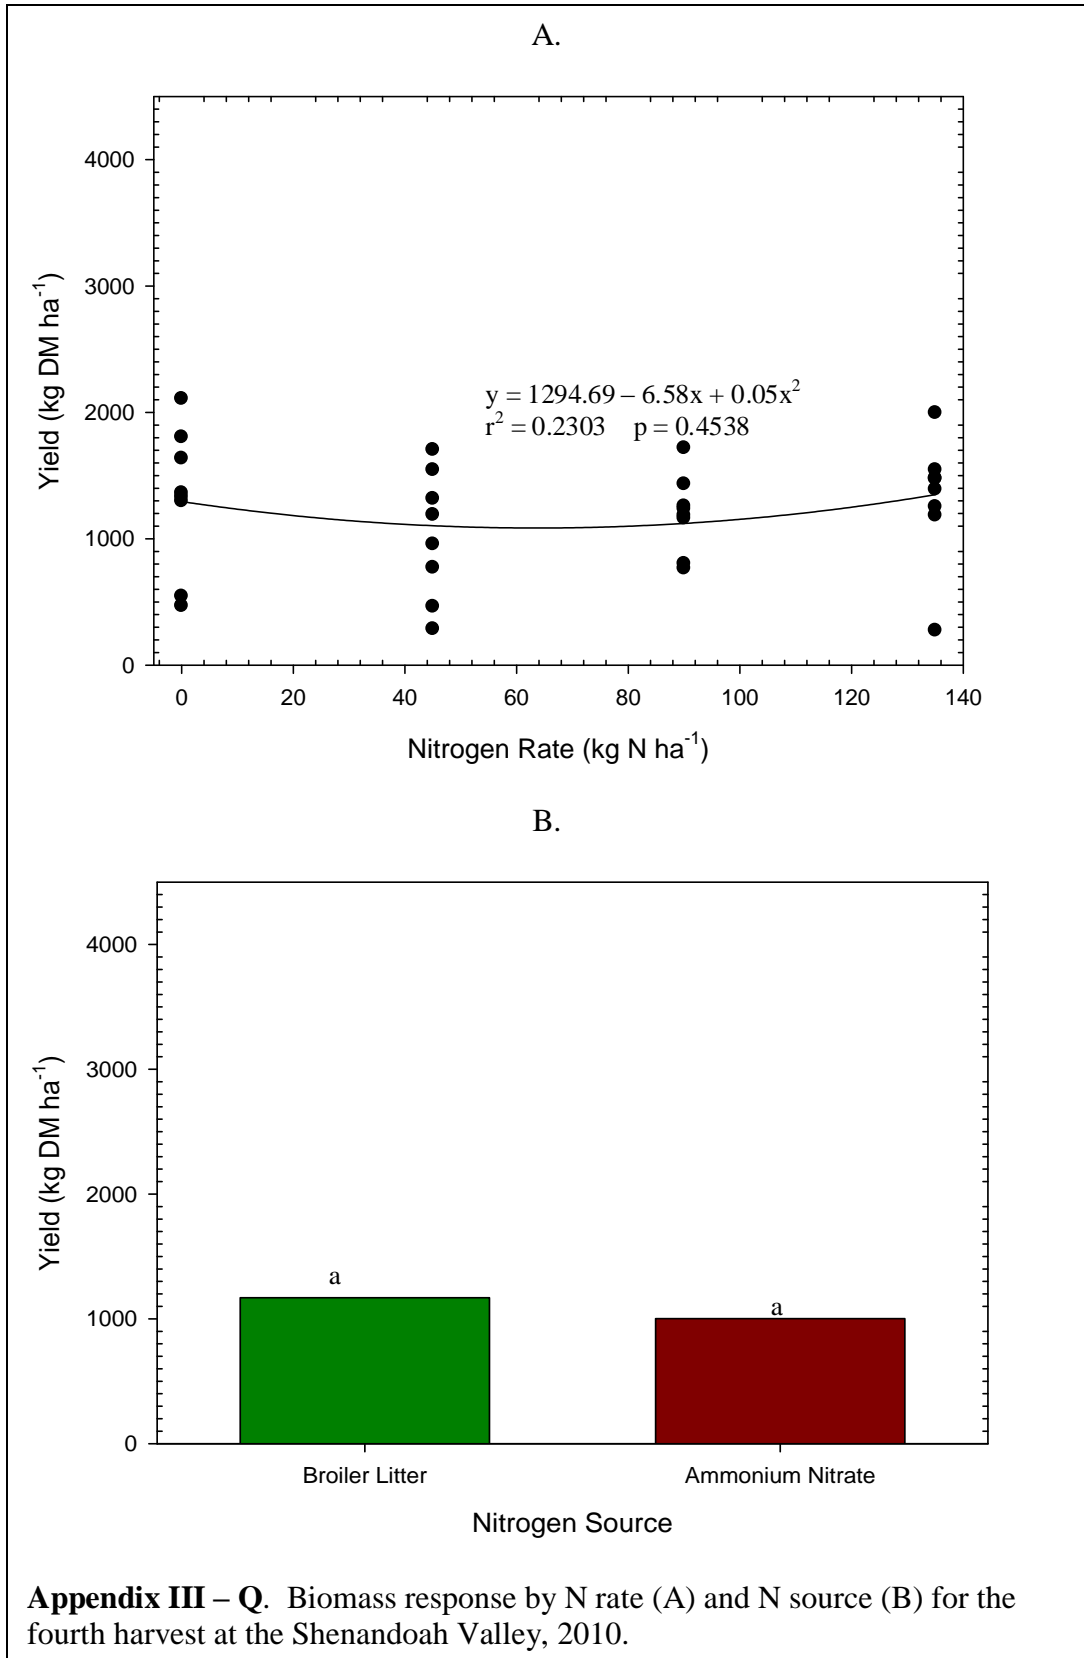 A.
4000
3000
2000
1000
0
Yield (kg DM ha⁻¹)
y = 1294.69 – 6.58x + 0.05x²
r² = 0.2303 p = 0.4538
0 20 40 60 80 100 120 140
Nitrogen Rate (kg N ha⁻¹)
B.
4000
3000
2000
1000
0
Yield (kg DM ha⁻¹)
a
a
Broiler Litter Ammonium Nitrate
Nitrogen Source
Appendix III – Q. Biomass response by N rate (A) and N source (B) for the
fourth harvest at the Shenandoah Valley, 2010.